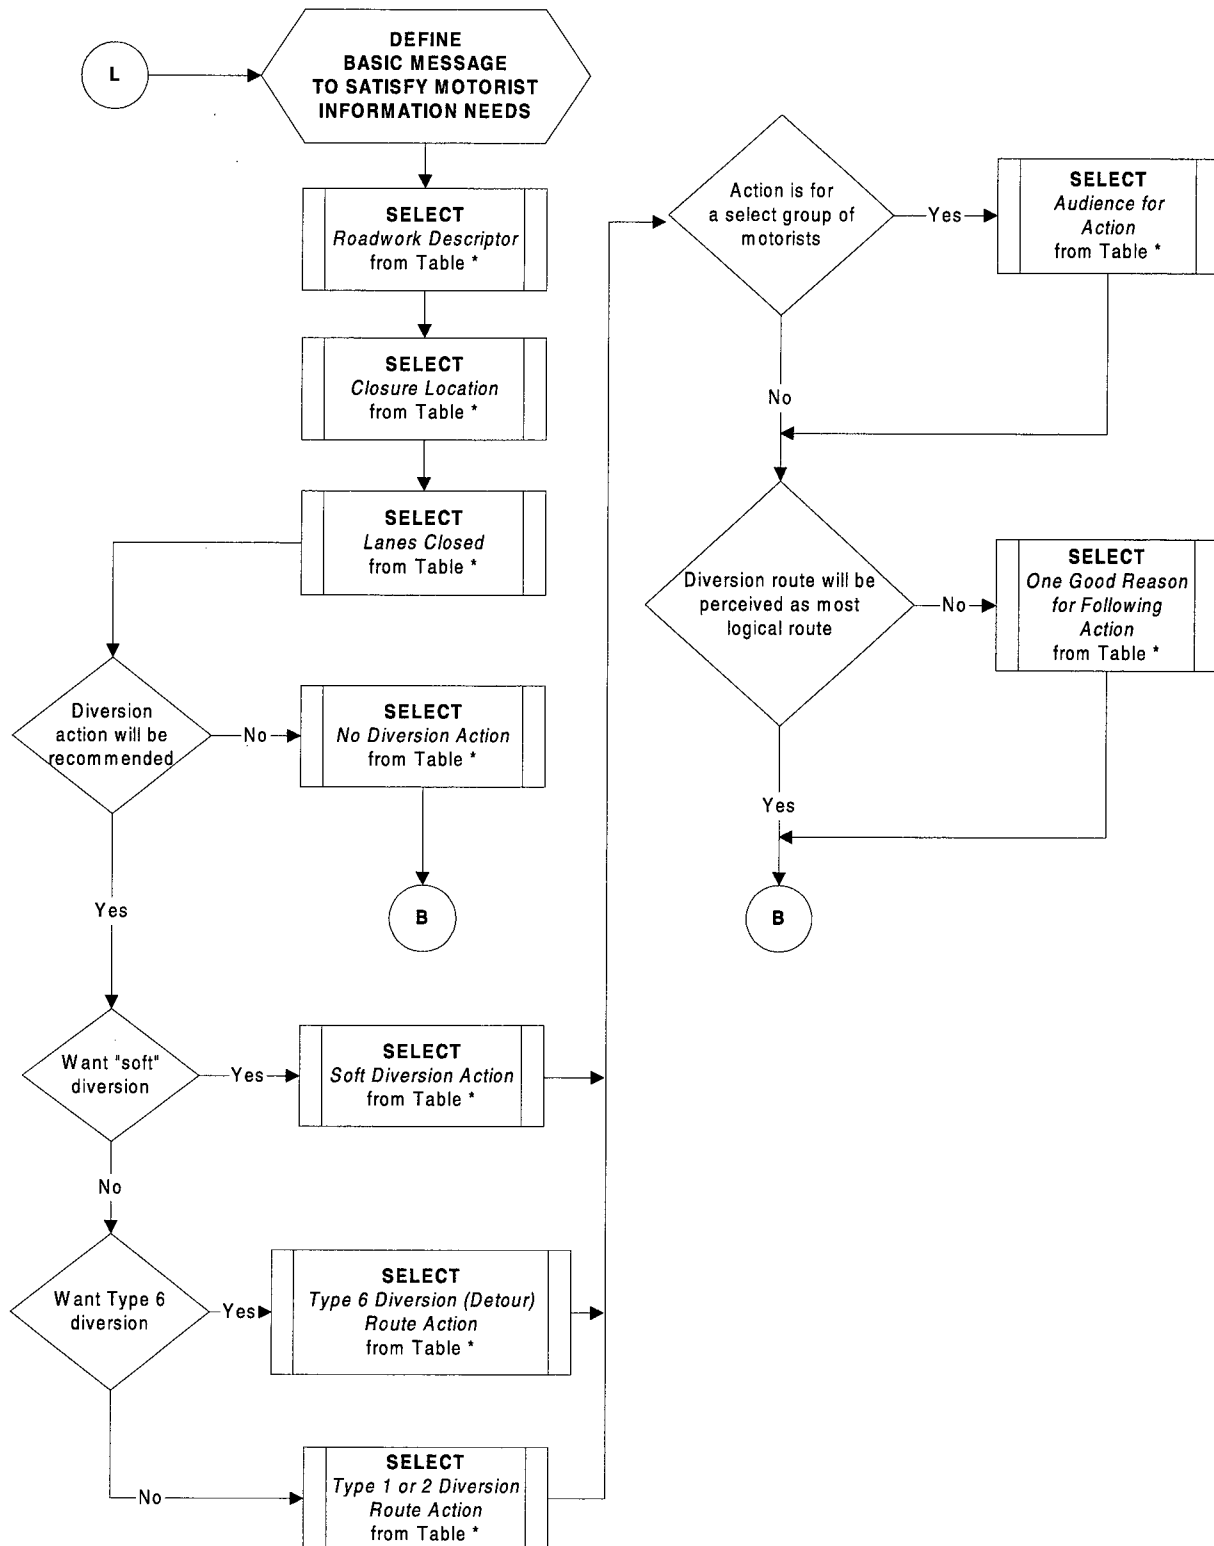 L
DEFINE
BASIC MESSAGE
TO SATISFY MOTORIST
INFORMATION NEEDS
SELECT
Roadwork Descriptor
from Table *
SELECT
Closure Location
from Table *
SELECT
Lanes Closed
from Table *
Diversion
action will be
recommended
No
SELECT
No Diversion Action
from Table *
B
Yes
Want "soft"
diversion
Yes
SELECT
Soft Diversion Action
from Table *
No
Want Type 6
diversion
Yes
SELECT
Type 6 Diversion (Detour)
Route Action
from Table *
No
SELECT
Type 1 or 2 Diversion
Route Action
from Table *
Action is for
a select group of
motorists
Yes
SELECT
Audience for
Action
from Table *
No
Diversion route will be
perceived as most
logical route
No
SELECT
One Good Reason
for Following
Action
from Table *
Yes
B